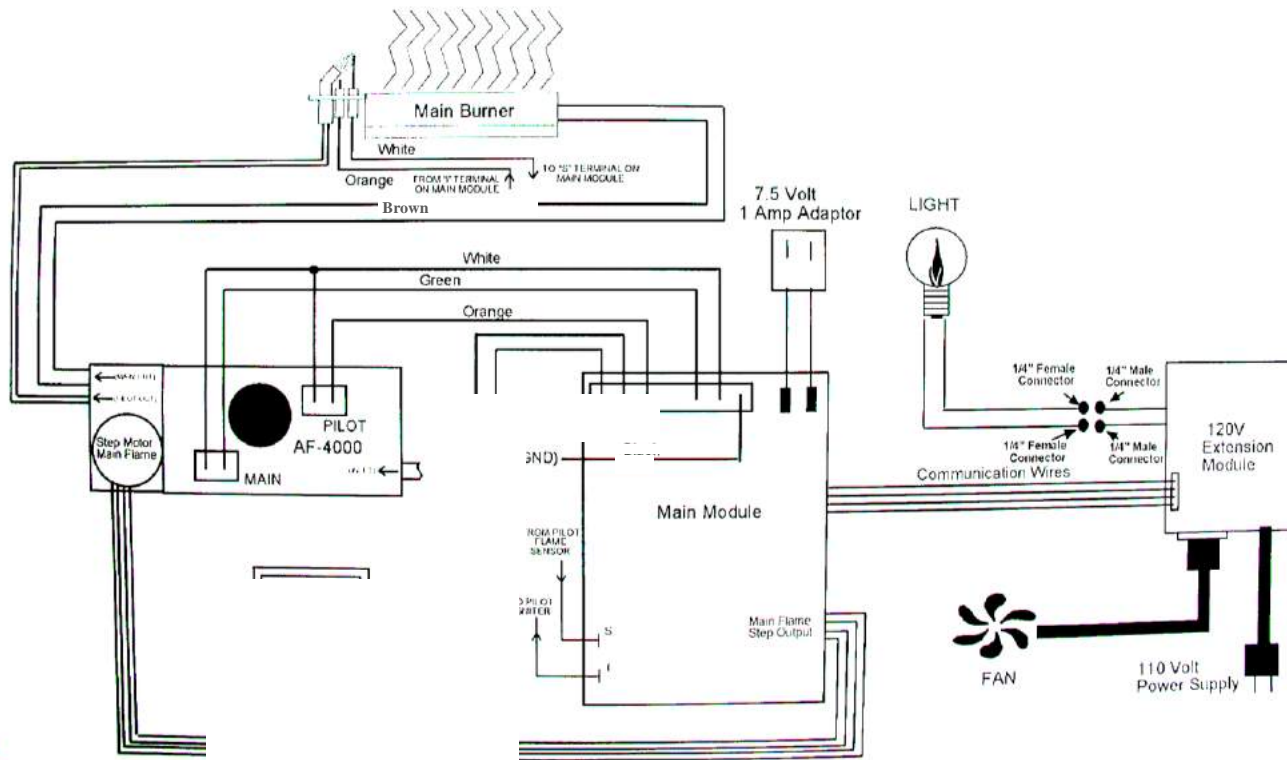 Main Burner
White
TO "S" TERMINAL ON
MAIN MODULE
Orange
FROM "I" TERMINAL
ON MAIN MODULE
Brown
7.5 Volt
1 Amp Adaptor
LIGHT
White
Green
Orange
1/4" Female
Connector
1/4" Male
Connector
PILOT
AF-4000
Step Motor
Main Flame
MAIN
GND)
1/4" Female
Connector
1/4" Male
Connector
120V
Extension
Module
Communication Wires
Main Module
ROM PILOT
FLAME
SENSOR
PILOT
S
I
Main Flame
Step Output
FAN
110 Volt
Power Supply